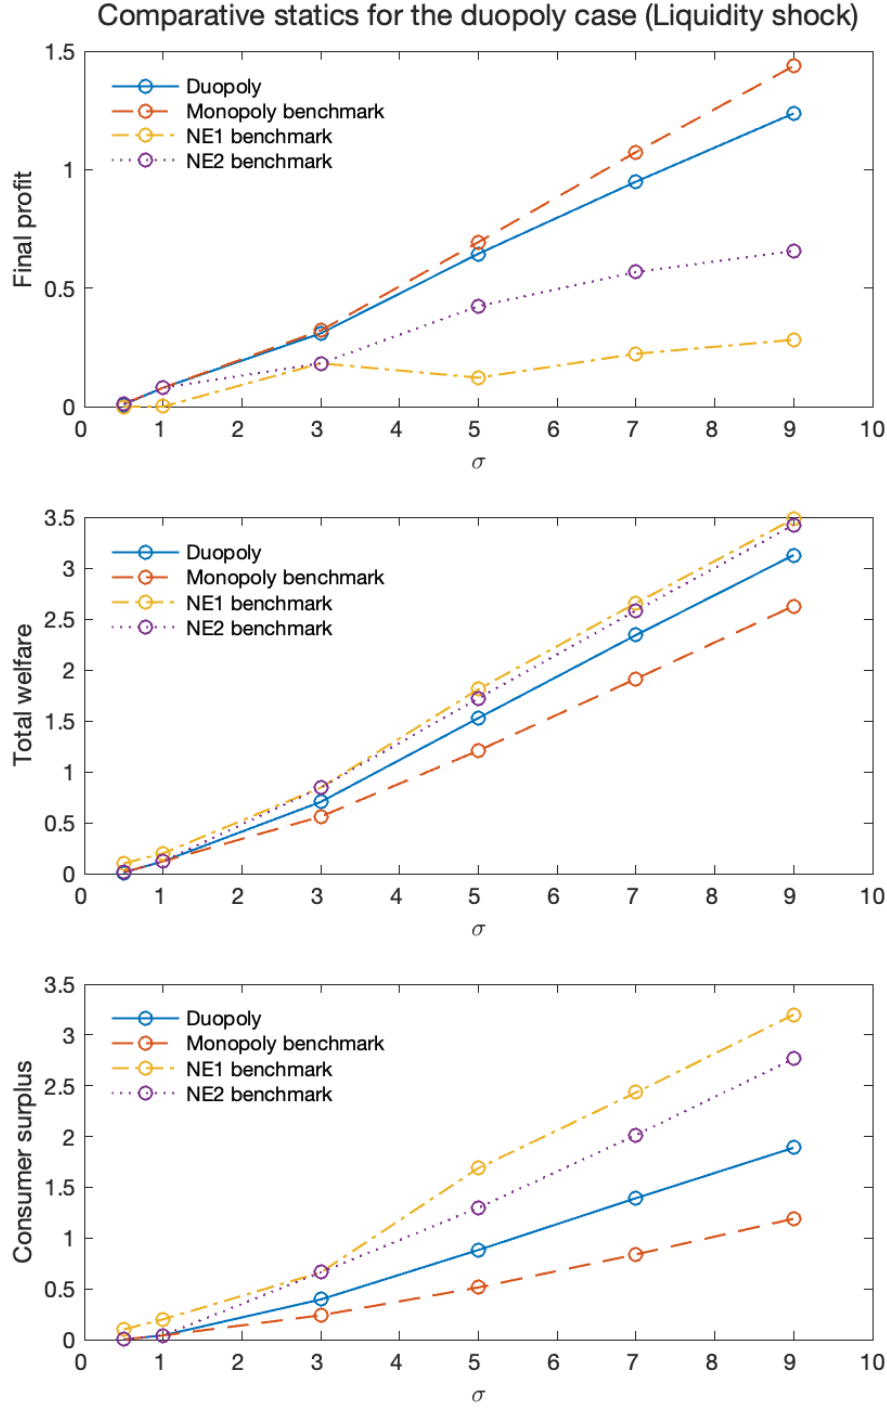 Comparative statics for the duopoly case (Liquidity shock)
1.5
Duopoly
Monopoly benchmark
NE1 benchmark
NE2 benchmark
1
Final profit
0.5
0
0 1 2 3 4 5 6 7 8 9 10
σ
3.5
Duopoly
3
Monopoly benchmark
NE1 benchmark
2.5
NE2 benchmark
2
Total welfare
1.5
1
0.5
0
0 1 2 3 4 5 6 7 8 9 10
σ
3.5
Duopoly
3
Monopoly benchmark
NE1 benchmark
2.5
NE2 benchmark
2
Consumer surplus
1.5
1
0.5
0
0 1 2 3 4 5 6 7 8 9 10
σ